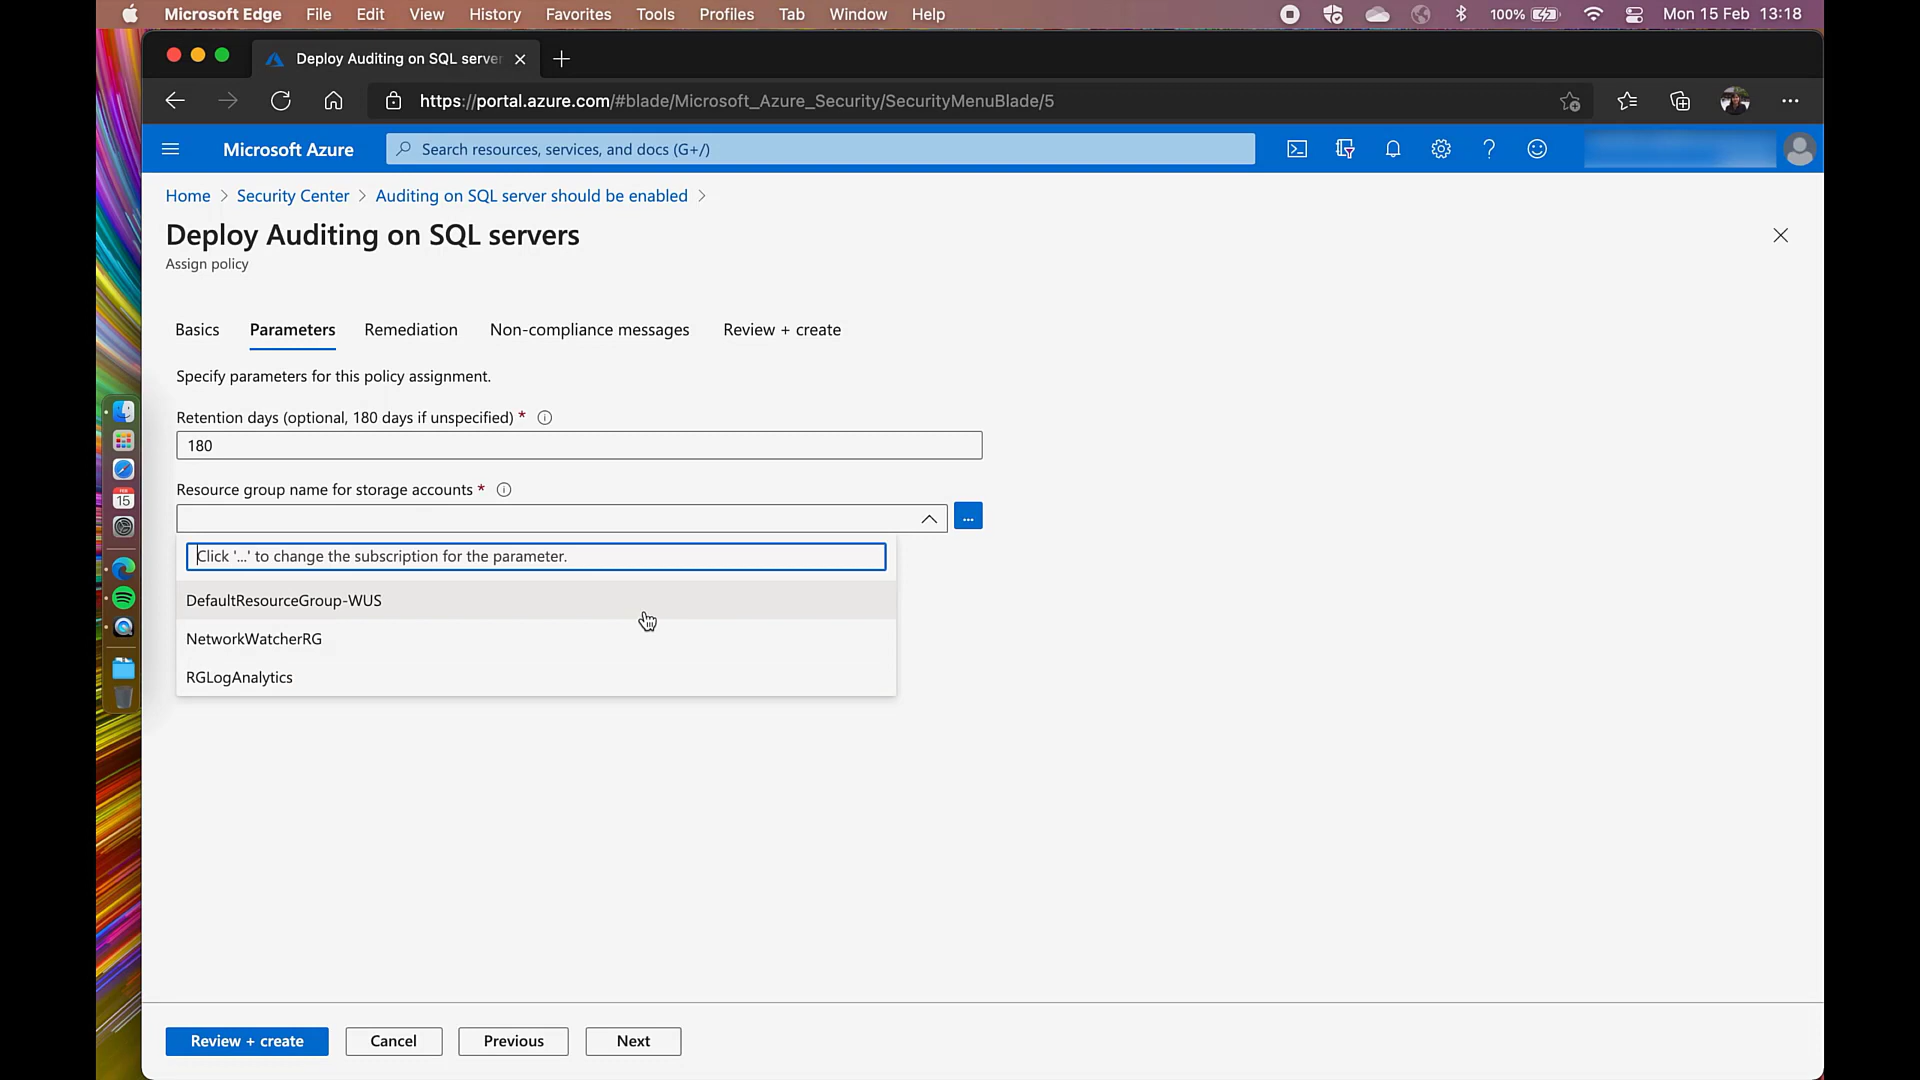 Microsoft Edge File Edit View History Favorites Tools Profiles Tab Window Help 100% Mon 15 Feb 13:18
Deploy Auditing on SQL server
https://portal.azure.com/#blade/Microsoft_Azure_Security/SecurityMenuBlade/5
Microsoft Azure Search resources, services, and docs (G+/)
Home > Security Center > Auditing on SQL server should be enabled >
Deploy Auditing on SQL servers
Assign policy
Basics Parameters Remediation Non-compliance messages Review + create
Specify parameters for this policy assignment.
Retention days (optional, 180 days if unspecified) *
180
Resource group name for storage accounts *
...
Click '...' to change the subscription for the parameter.
DefaultResourceGroup-WUS
NetworkWatcherRG
RGLogAnalytics
FEB
15
Review + create Cancel Previous Next